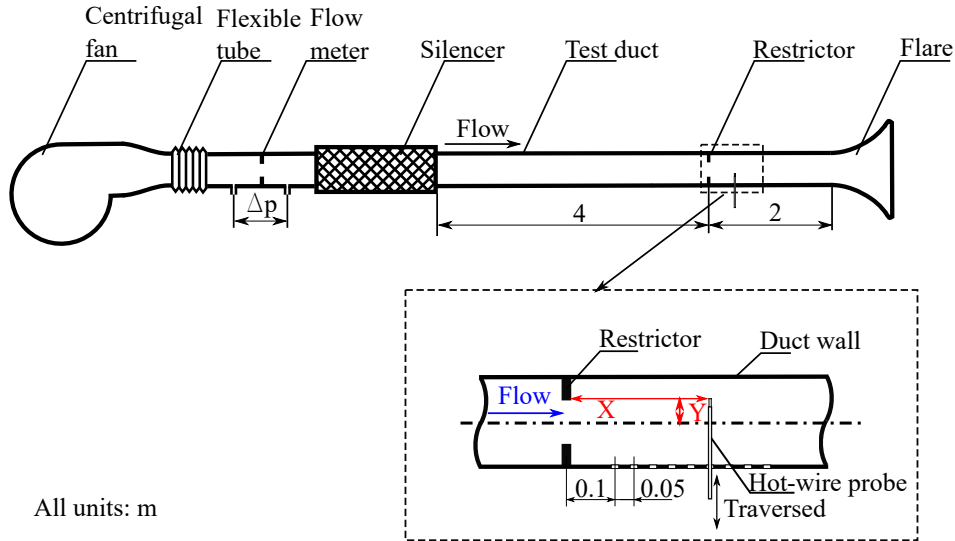 Centrifugal
fan
Flexible
tube
Flow
meter
Silencer
Test duct
Restrictor
Flare
Flow
Δp
4
2
Restrictor
Duct wall
Flow
X
Y
0.1
0.05
Hot-wire probe
Traversed
All units: m